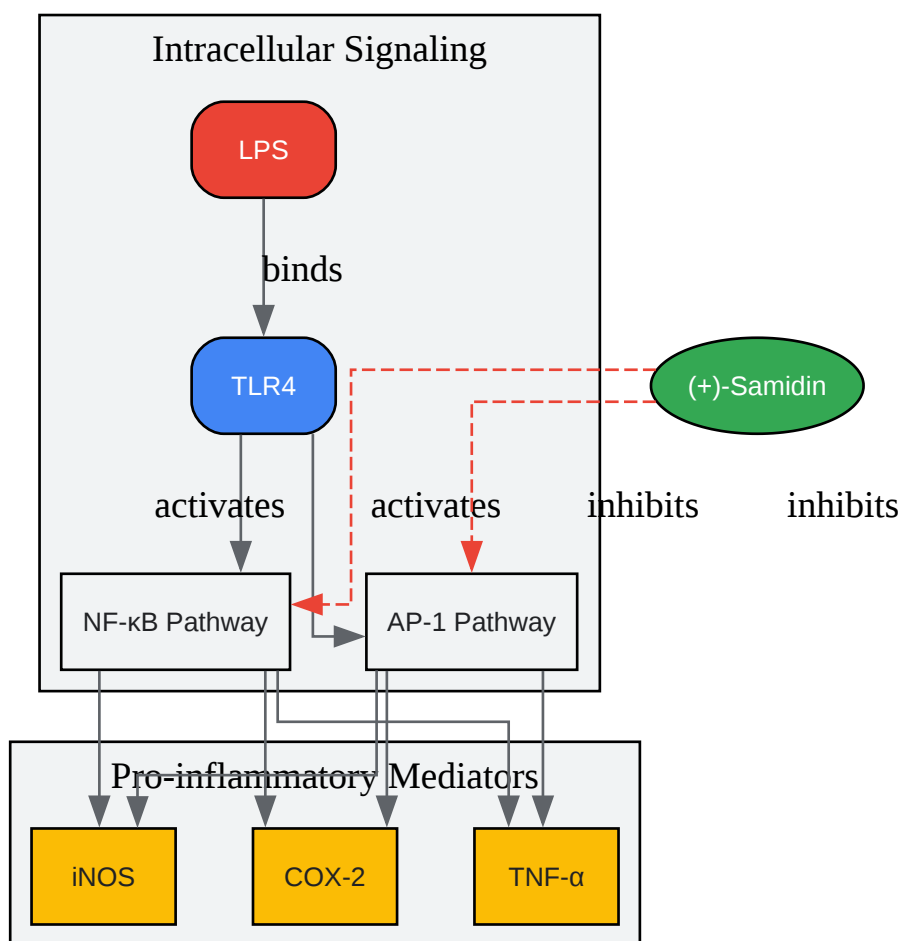 Intracellular Signaling
LPS
binds
TLR4
(+)-Samidin
activates
activates
inhibits
inhibits
NF-κB Pathway
AP-1 Pathway
Pro-inflammatory Mediators
iNOS
COX-2
TNF-α